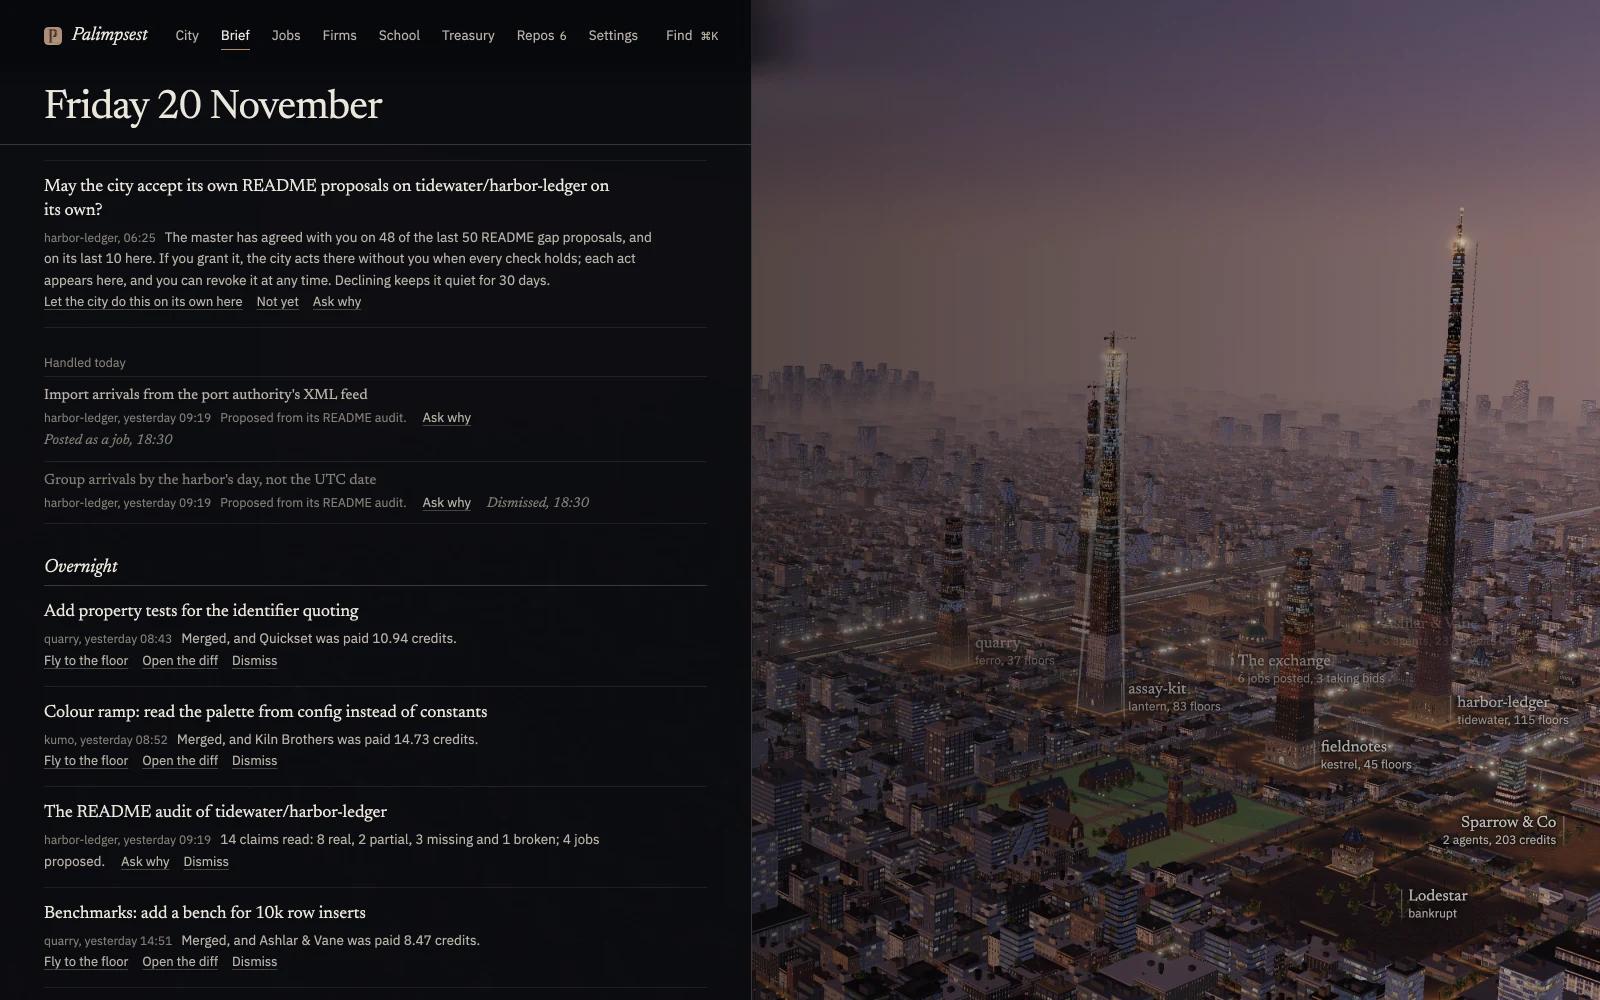 P Palimpsest City Brief Jobs Firms School Treasury Repos 6 Settings Find ⌘K
Friday 20 November
May the city accept its own README proposals on tidewater/harbor-ledger on
its own?
harbor-ledger, 06:25 The master has agreed with you on 48 of the last 50 README gap proposals, and
on its last 10 here. If you grant it, the city acts there without you when every check holds; each act
appears here, and you can revoke it at any time. Declining keeps it quiet for 30 days.
Let the city do this on its own here Not yet Ask why
Handled today
Import arrivals from the port authority's XML feed
harbor-ledger, yesterday 09:19 Proposed from its README audit. Ask why
Posted as a job, 18:30
Group arrivals by the harbor's day, not the UTC date
harbor-ledger, yesterday 09:19 Proposed from its README audit. Ask why Dismissed, 18:30
Overnight
Add property tests for the identifier quoting
quarry, yesterday 08:43 Merged, and Quickset was paid 10.94 credits.
Fly to the floor Open the diff Dismiss
Colour ramp: read the palette from config instead of constants
kumo, yesterday 08:52 Merged, and Kiln Brothers was paid 14.73 credits.
Fly to the floor Open the diff Dismiss
The README audit of tidewater/harbor-ledger
harbor-ledger, yesterday 09:19 14 claims read: 8 real, 2 partial, 3 missing and 1 broken; 4 jobs
proposed. Ask why Dismiss
Benchmarks: add a bench for 10k row inserts
quarry, yesterday 14:51 Merged, and Ashlar & Vane was paid 8.47 credits.
Fly to the floor Open the diff Dismiss
Ashlar & Vane
quarry
ferro, 37 floors
The exchange
6 jobs posted, 3 taking bids
assay-kit
lantern, 83 floors
harbor-ledger
tidewater, 115 floors
fieldnotes
kestrel, 45 floors
Sparrow & Co
2 agents, 203 credits
Lodestar
bankrupt